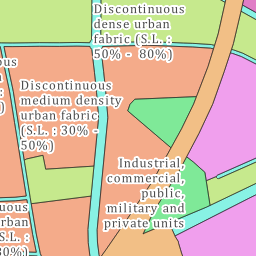 Discontinuous
dense urban
fabric (S.L. :
50% -  80%)
Discontinuous
medium density
urban fabric
(S.L. : 30% -
50%)
Industrial,
commercial,
public,
military and
private units